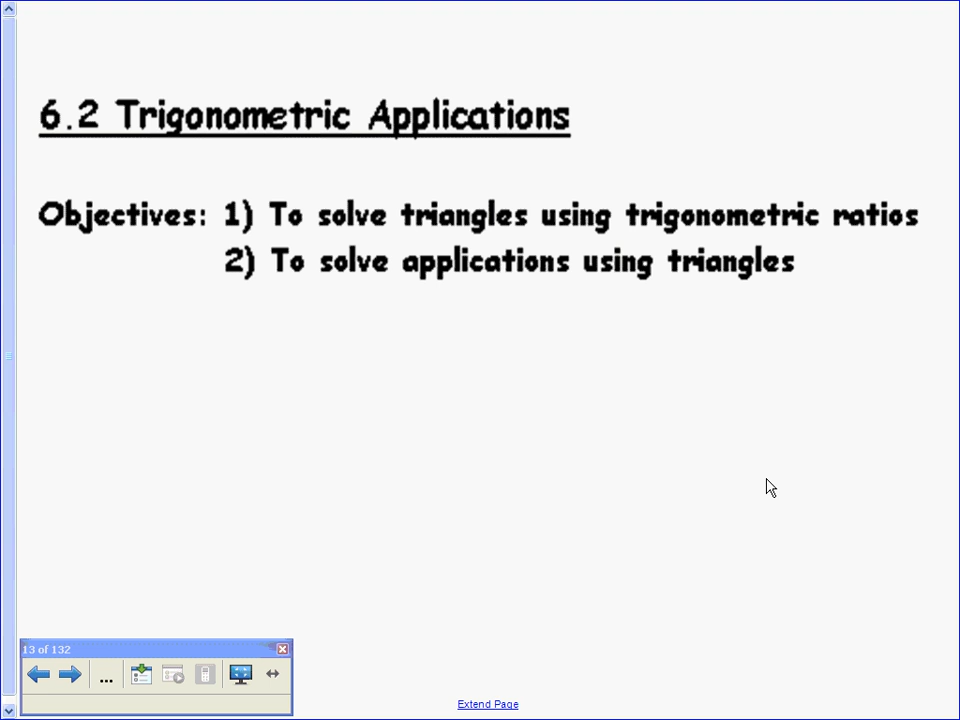 6.2 Trigonometric Applications
Objectives: 1) To solve triangles using trigonometric ratios
2) To solve applications using triangles
13 of 132
...
Extend Page